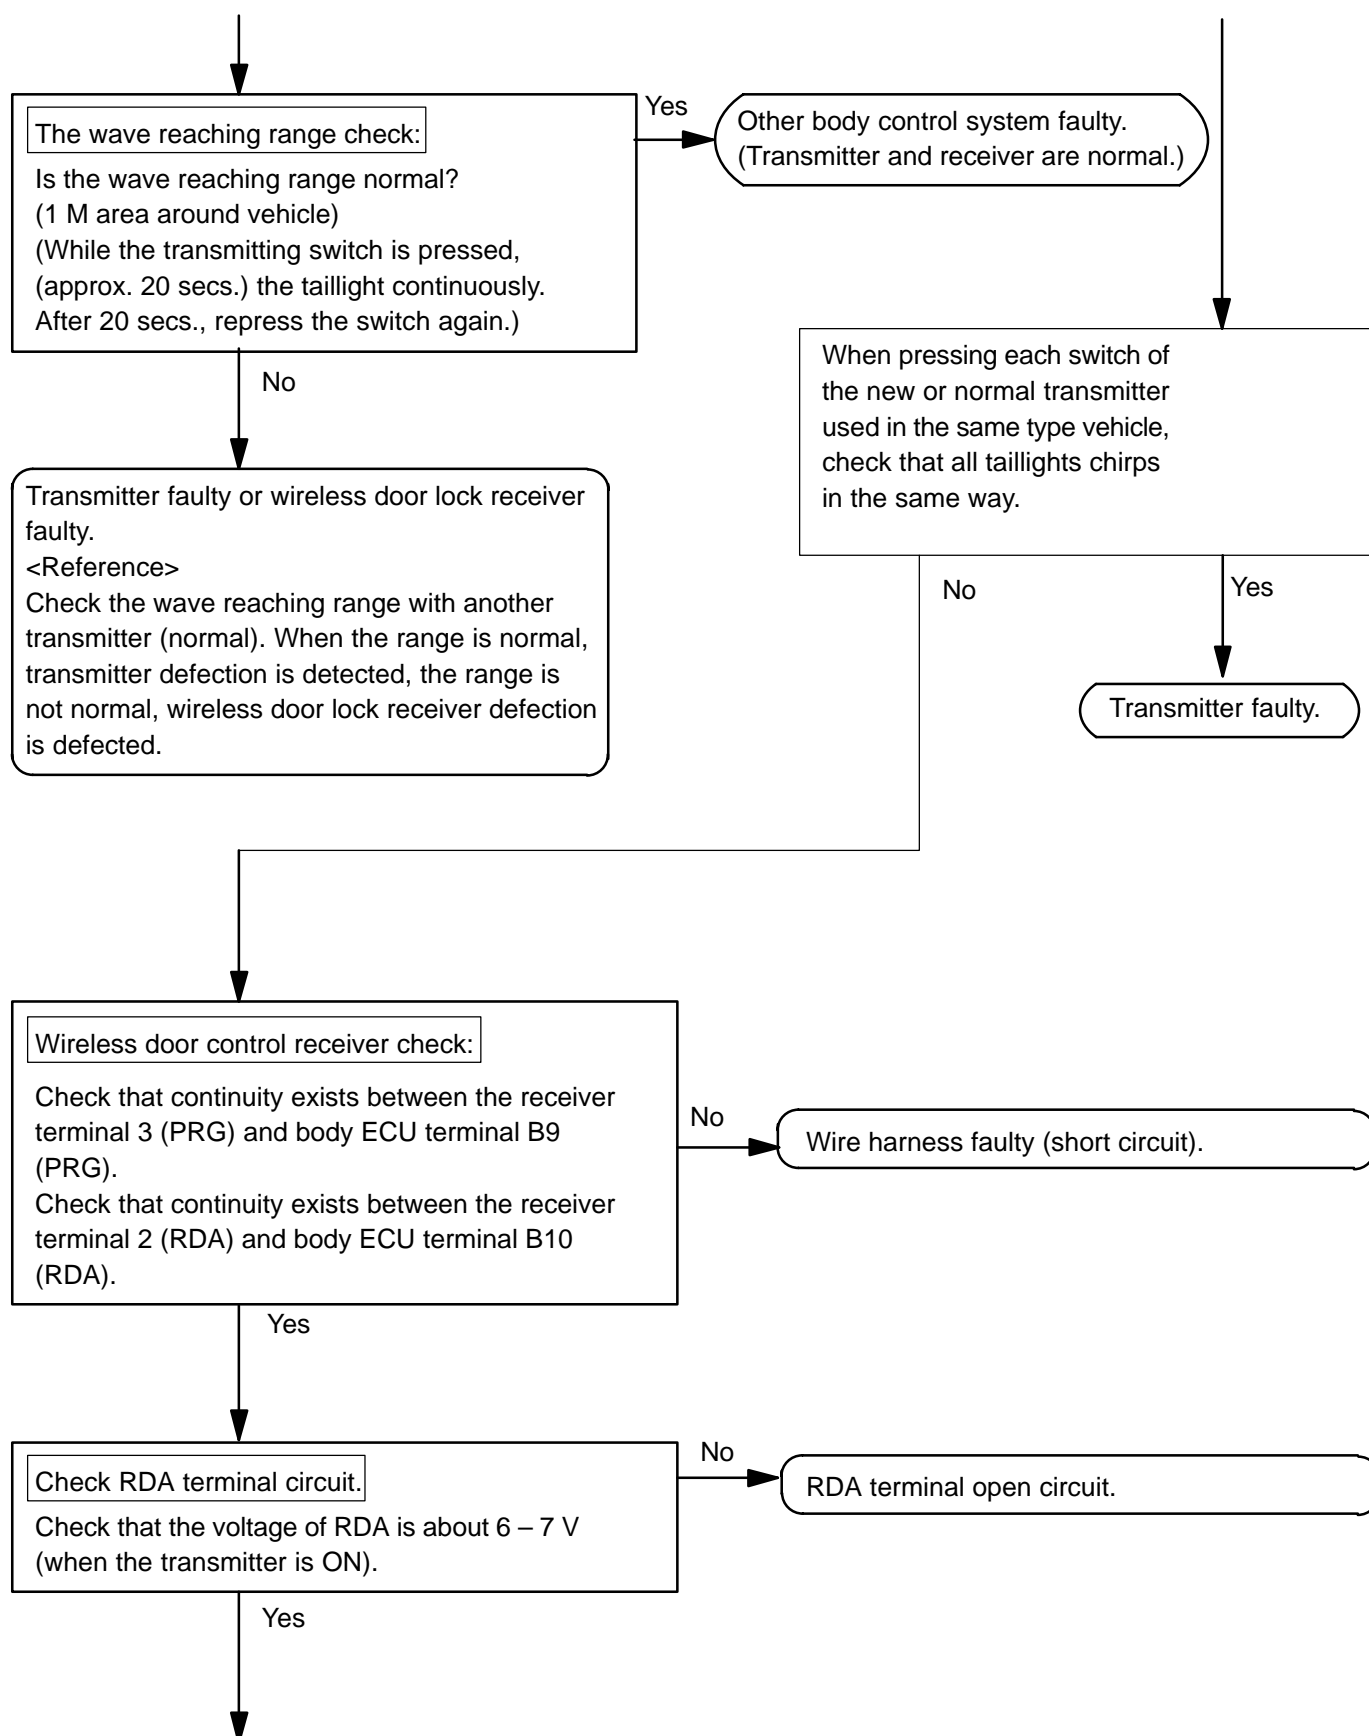 The wave reaching range check:
Is the wave reaching range normal?
(1 M area around vehicle)
(While the transmitting switch is pressed,
(approx. 20 secs.) the taillight continuously.
After 20 secs., repress the switch again.)
Yes
Other body control system faulty.
(Transmitter and receiver are normal.)
No
Transmitter faulty or wireless door lock receiver
faulty.
<Reference>
Check the wave reaching range with another
transmitter (normal). When the range is normal,
transmitter defection is detected, the range is
not normal, wireless door lock receiver defection
is defected.
When pressing each switch of
the new or normal transmitter
used in the same type vehicle,
check that all taillights chirps
in the same way.
No
Yes
Transmitter faulty.
Wireless door control receiver check:
Check that continuity exists between the receiver
terminal 3 (PRG) and body ECU terminal B9
(PRG).
Check that continuity exists between the receiver
terminal 2 (RDA) and body ECU terminal B10
(RDA).
No
Wire harness faulty (short circuit).
Yes
Check RDA terminal circuit.
Check that the voltage of RDA is about 6 – 7 V
(when the transmitter is ON).
No
RDA terminal open circuit.
Yes